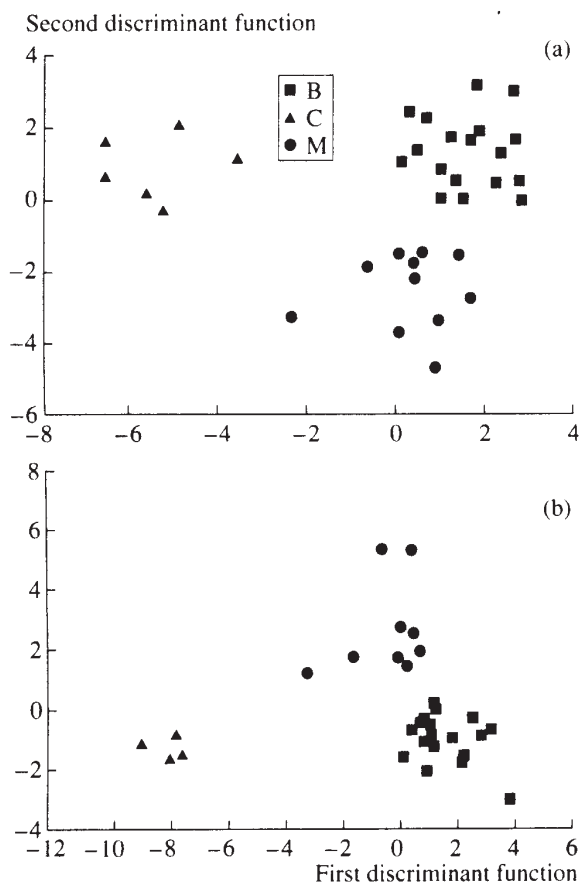 Second discriminant function
(a)
4
2
0
−2
−4
−6
B
C
M
−8 −6 −4 −2 0 2 4
(b)
8
6
4
2
0
−2
−4
−12 −10 −8 −6 −4 −2 0 2 4 6
First discriminant function